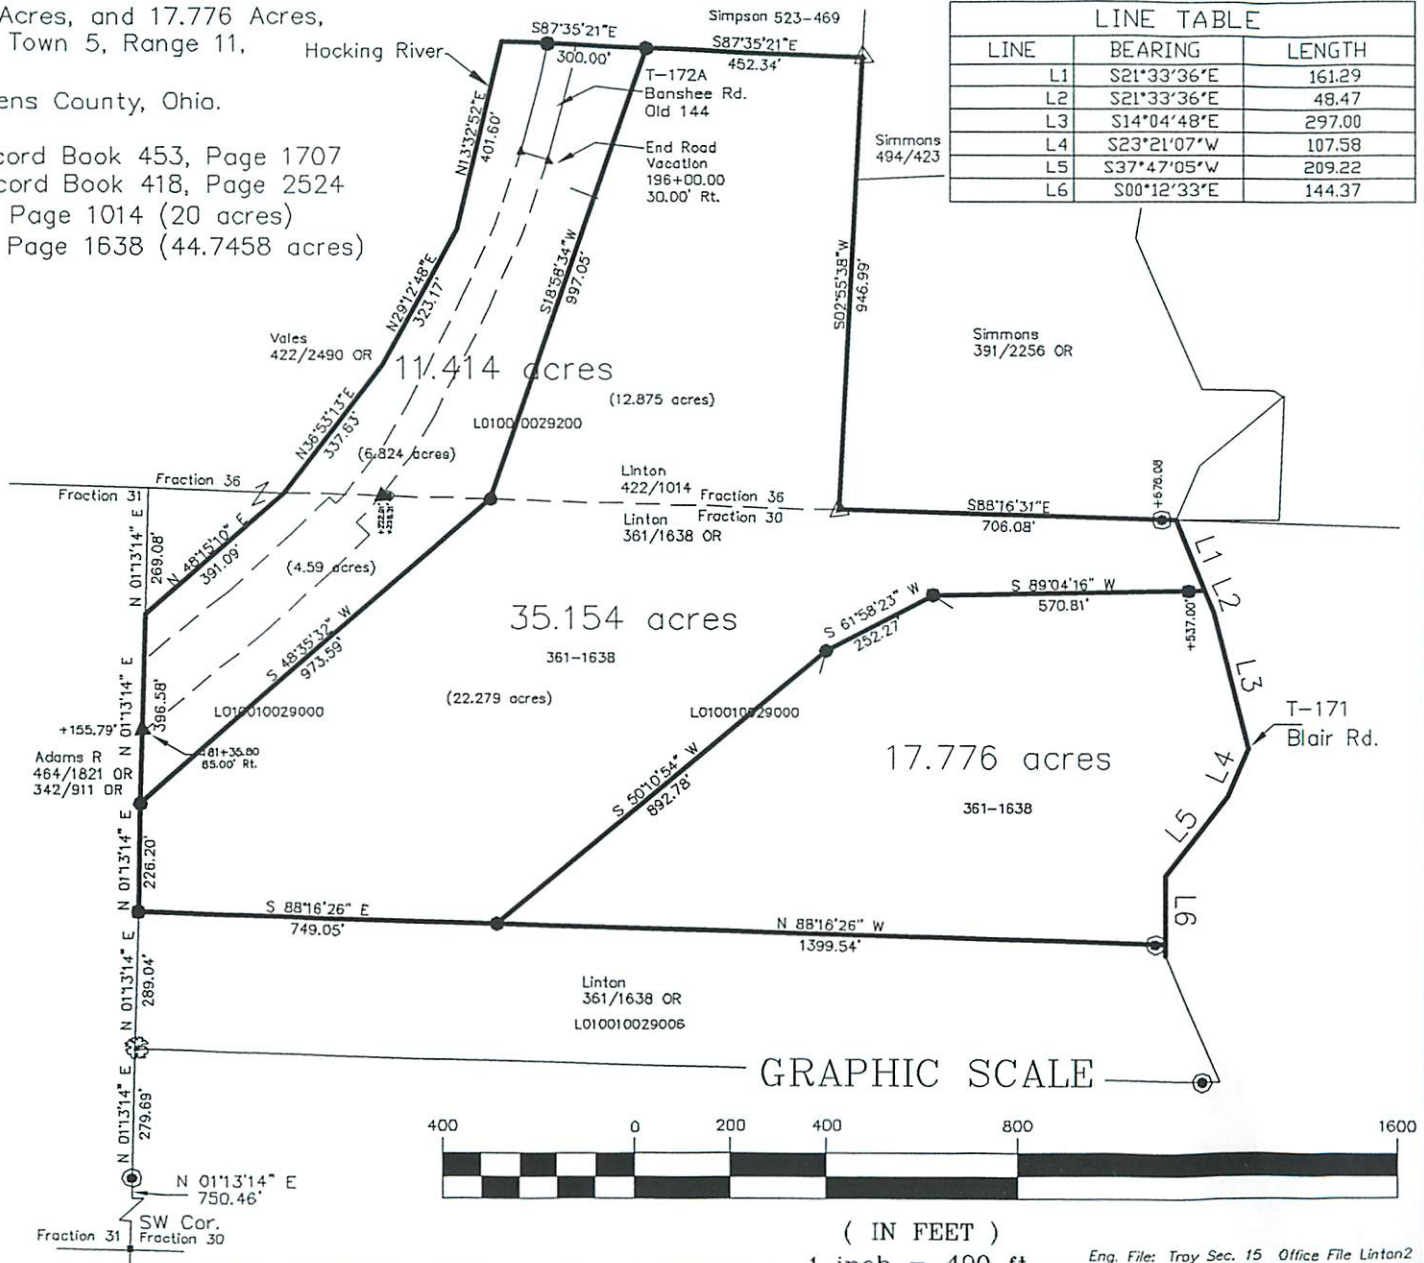 Acres, and 17.776 Acres,
Town 5, Range 11,
ens County, Ohio.
cord Book 453, Page 1707
cord Book 418, Page 2524
Page 1014 (20 acres)
Page 1638 (44.7458 acres)
Hocking River
S87°35'21"E
300.00'
Simpson 523-469
S87°35'21"E
452.34'
LINE TABLE
LINE BEARING LENGTH
L1 S21°33'36"E 161.29
L2 S21°33'36"E 48.47
L3 S14°04'48"E 297.00
L4 S23°21'07"W 107.58
L5 S37°47'05"W 209.22
L6 S00°12'33"E 144.37
T-172A
Banshee Rd.
Old 144
End Road
Vacation
196+00.00
30.00' Rt.
Simmons
494/423
N13°32'52"E
401.60'
N29°12'48"E
323.17'
S18°58'34"W
997.05'
S02°55'38"W
946.99'
Simmons
391/2256 OR
Vales
422/2490 OR
11.414 acres
(12.875 acres)
L010010029200
N36°53'13"E
337.63'
(6.824 acres)
Fraction 31
Fraction 36
Linton
422/1014
Fraction 36
Linton
361/1638 OR
Fraction 30
S88°16'31"E
706.08'
+676.08
N 01°13'14" E
269.08'
N 48°15'10" E
391.09'
(4.59 acres)
35.154 acres
361-1638
(22.279 acres)
S 48°35'32" W
973.59'
L010010029000
S 61°58'23" W
252.27'
S 89°04'16" W
570.81'
+537.00'
L1
L2
L3
L4
L5
L6
T-171
Blair Rd.
L010010029000
17.776 acres
361-1638
N 01°13'14" E
396.58'
N 01°13'14" E
+155.79'
181+35.80
65.00' Rt.
Adams R
464/1821 OR
342/911 OR
S 50°10'54" W
892.78'
N 01°13'14" E
226.20'
S 88°16'26" E
749.05'
N 88°16'26" W
1399.54'
N 01°13'14" E
289.04'
Linton
361/1638 OR
L010010029006
GRAPHIC SCALE
N 01°13'14" E
279.69'
400 0 200 400 800 1600
N 01°13'14" E
750.46'
SW Cor.
Fraction 31
Fraction 30
( IN FEET )
1 inch = 400 ft.
Eng. File: Troy Sec. 15 Office File Linton2